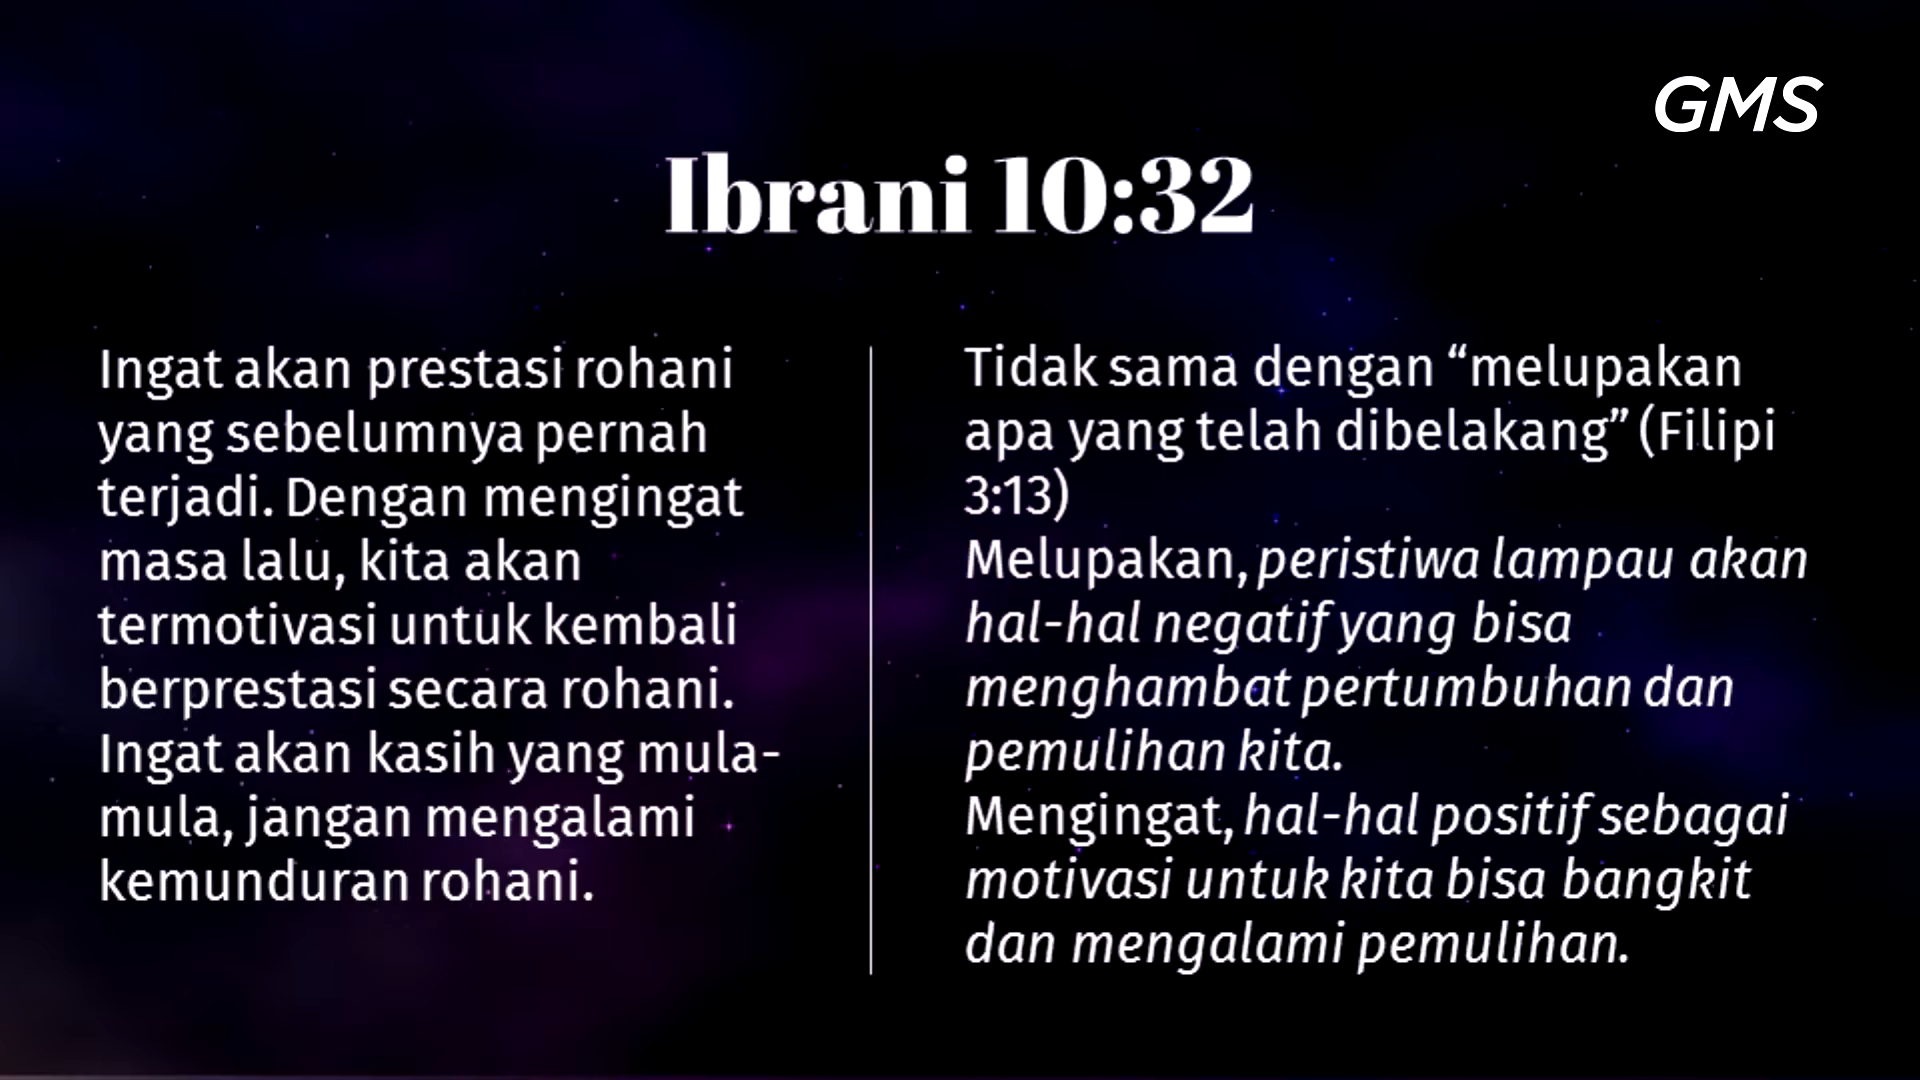 GMS
Ibrani 10:32
Ingat akan prestasi rohani
yang sebelumnya pernah
terjadi. Dengan mengingat
masa lalu, kita akan
termotivasi untuk kembali
berprestasi secara rohani.
Ingat akan kasih yang mula-
mula, jangan mengalami
kemunduran rohani.
Tidak sama dengan “melupakan
apa yang telah dibelakang” (Filipi
3:13)
Melupakan, peristiwa lampau akan
hal-hal negatif yang bisa
menghambat pertumbuhan dan
pemulihan kita.
Mengingat, hal-hal positif sebagai
motivasi untuk kita bisa bangkit
dan mengalami pemulihan.